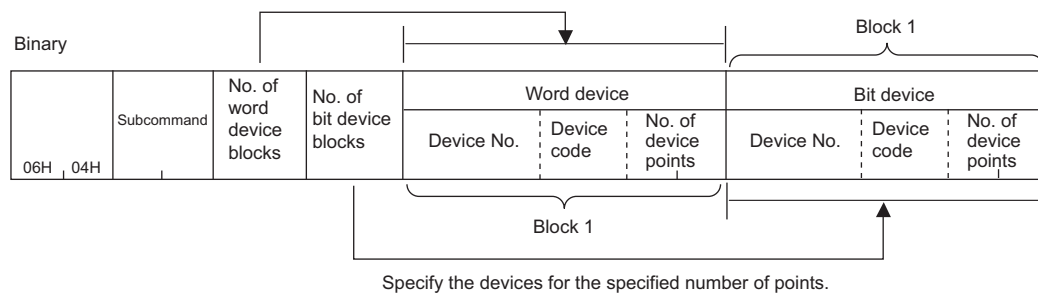 Binary
Block 1
06H 04H
Subcommand
No. of
word
device
blocks
No. of
bit device
blocks
Word device
Device No.
Device
code
No. of
device
points
Bit device
Device No.
Device
code
No. of
device
points
Block 1
Specify the devices for the specified number of points.